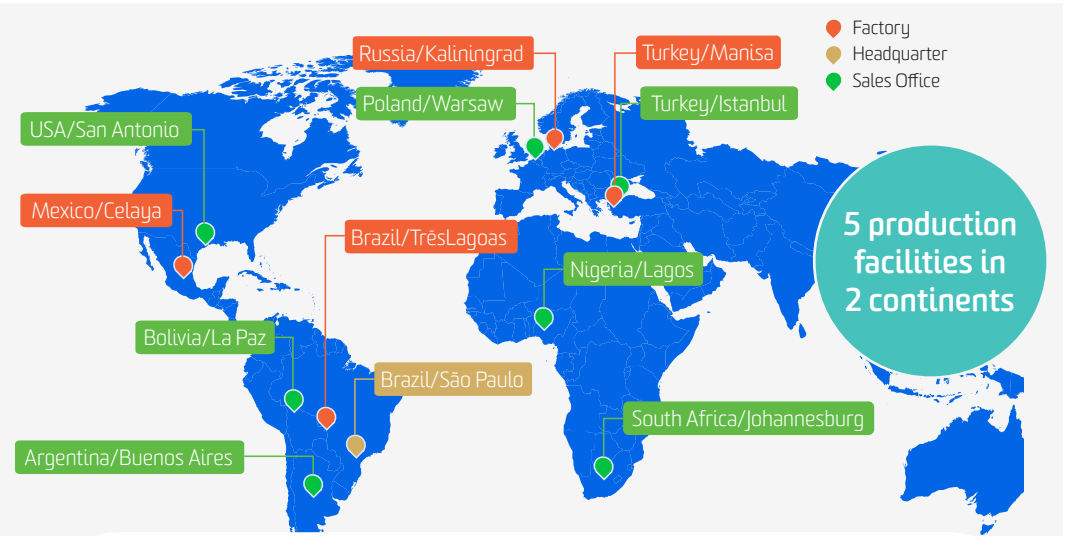 Factory
Headquarter
Sales Office
Russia/Kaliningrad
Turkey/Manisa
Poland/Warsaw
Turkey/Istanbul
USA/San Antonio
Mexico/Celaya
Brazil/TrêsLagoas
5 production
facilities in
2 continents
Nigeria/Lagos
Bolivia/La Paz
Brazil/São Paulo
South Africa/Johannesburg
Argentina/Buenos Aires